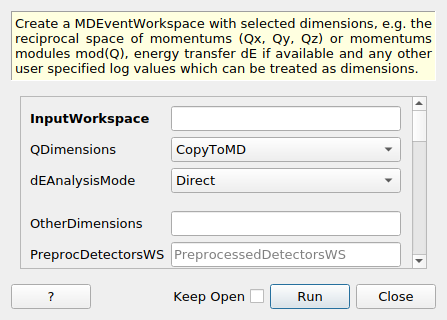 Create a MDEventWorkspace with selected dimensions, e.g. the
reciprocal space of momentums (Qx, Qy, Qz) or momentums
modules mod(Q), energy transfer dE if available and any other
user specified log values which can be treated as dimensions.
InputWorkspace
QDimensions CopyToMD
dEAnalysisMode Direct
OtherDimensions
PreprocDetectorsWS PreprocessedDetectorsWS
? Keep Open Run Close